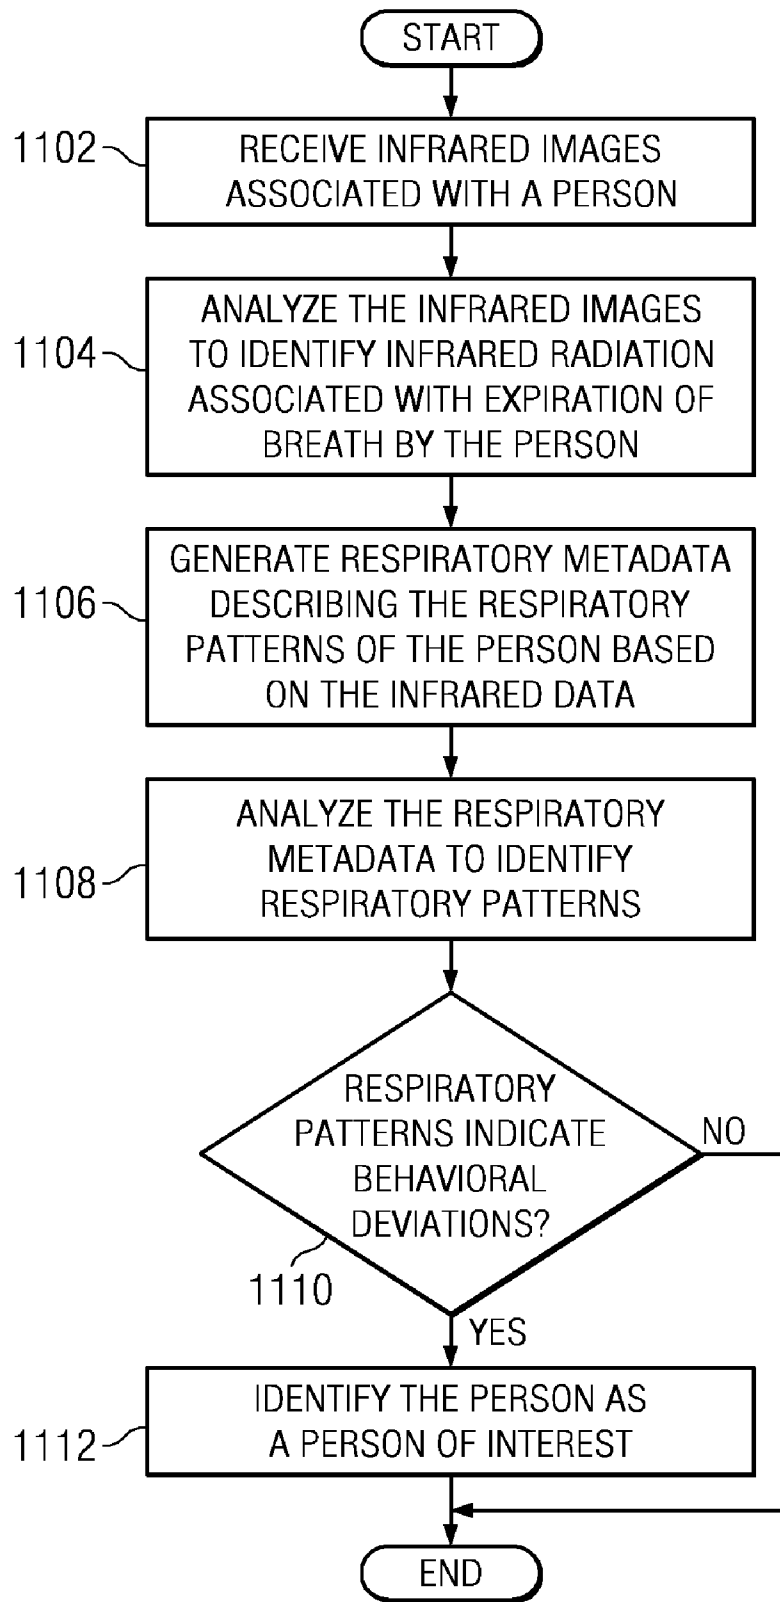 START
1102
RECEIVE INFRARED IMAGES
ASSOCIATED WITH A PERSON
1104
ANALYZE THE INFRARED IMAGES
TO IDENTIFY INFRARED RADIATION
ASSOCIATED WITH EXPIRATION OF
BREATH BY THE PERSON
1106
GENERATE RESPIRATORY METADATA
DESCRIBING THE RESPIRATORY
PATTERNS OF THE PERSON BASED
ON THE INFRARED DATA
1108
ANALYZE THE RESPIRATORY
METADATA TO IDENTIFY
RESPIRATORY PATTERNS
RESPIRATORY
PATTERNS INDICATE
BEHAVIORAL
DEVIATIONS?
NO
1110
YES
1112
IDENTIFY THE PERSON AS
A PERSON OF INTEREST
END